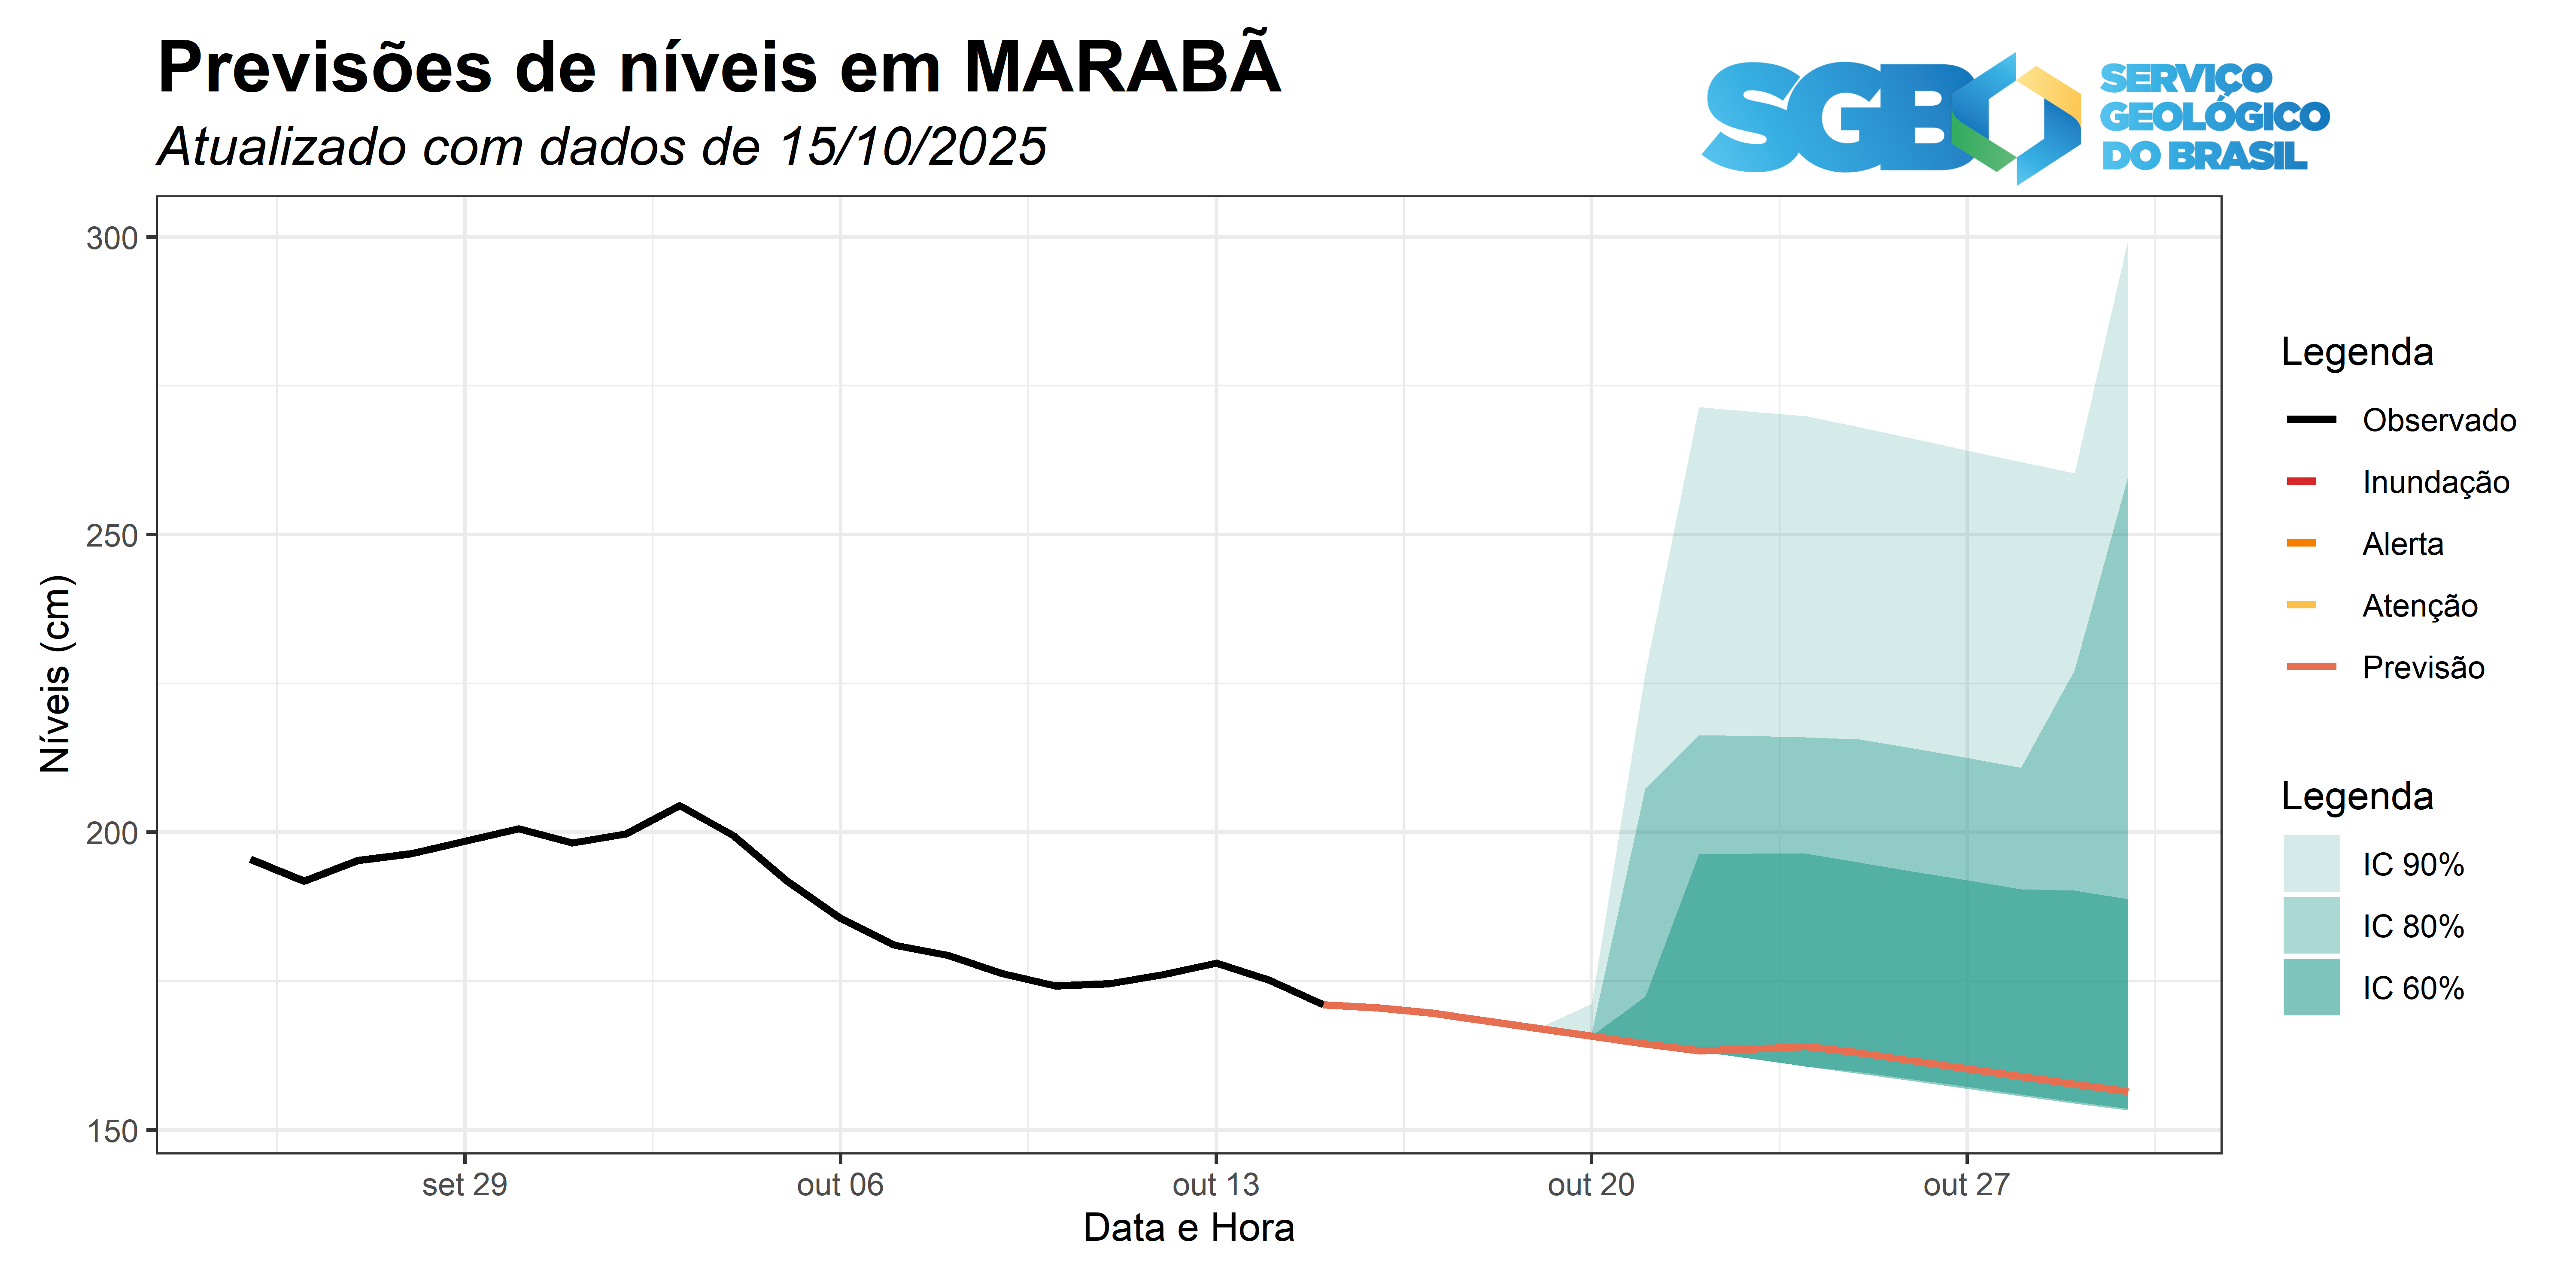 Previsões de níveis em MARABÃ
Atualizado com dados de 15/10/2025
SGB
SERVIÇO
GEOLÓGICO
DO BRASIL
300
250
200
150
Níveis (cm)
set 29
out 06
out 13
out 20
out 27
Data e Hora
Legenda
Observado
Inundação
Alerta
Atenção
Previsão
Legenda
IC 90%
IC 80%
IC 60%